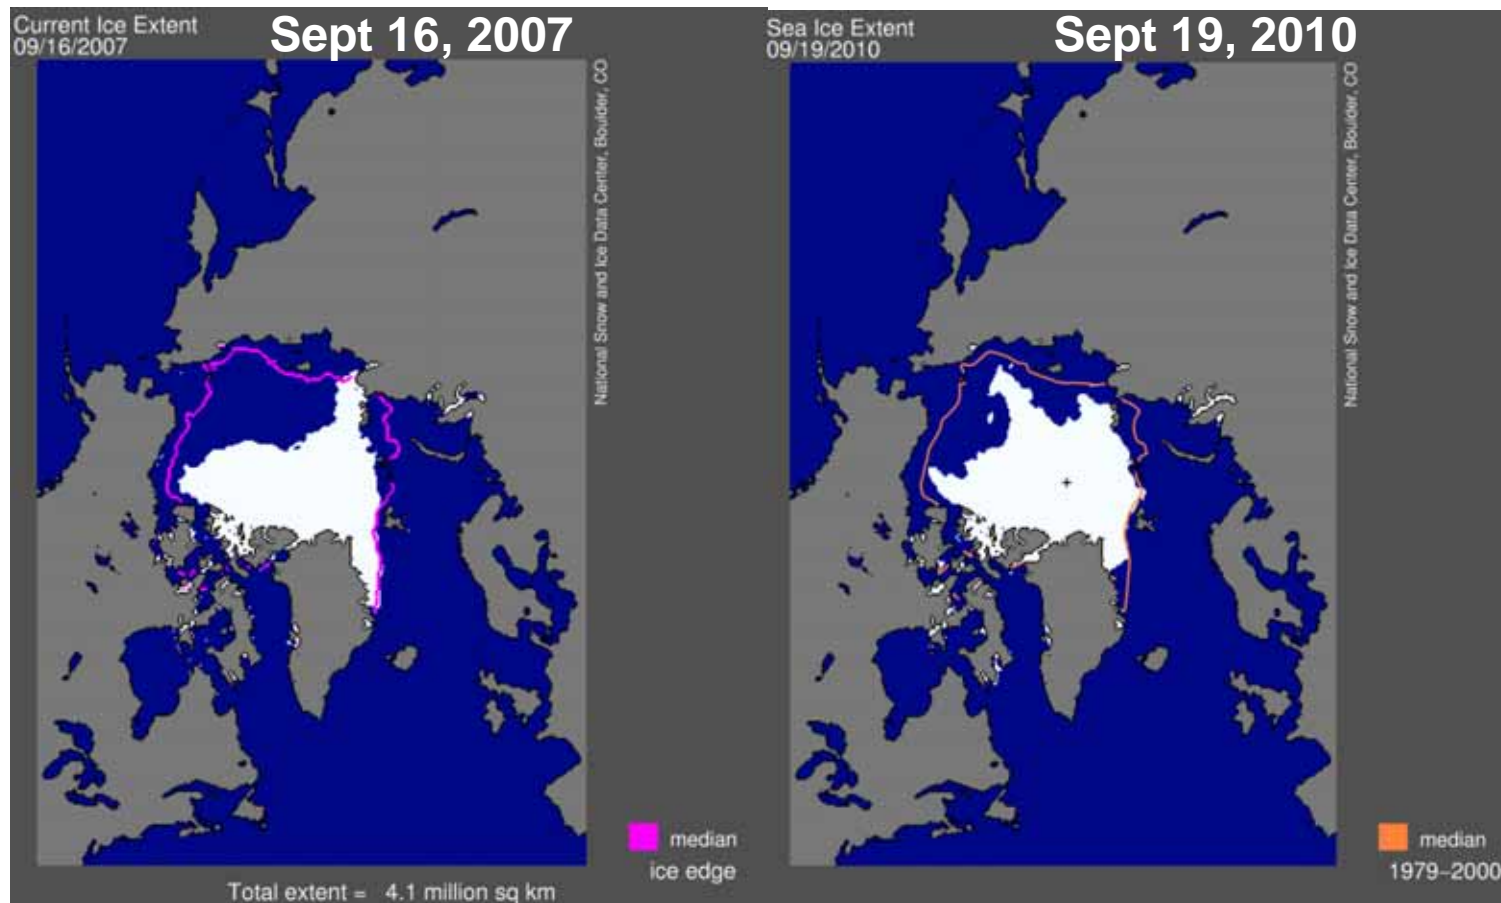 Current Ice Extent
09/16/2007
Sept 16, 2007
National Snow and Ice Data Center, Boulder, CO
median
ice edge
Total extent = 4.1 million sq km
Sea Ice Extent
09/19/2010
Sept 19, 2010
National Snow and Ice Data Center, Boulder, CO
median
1979–2000